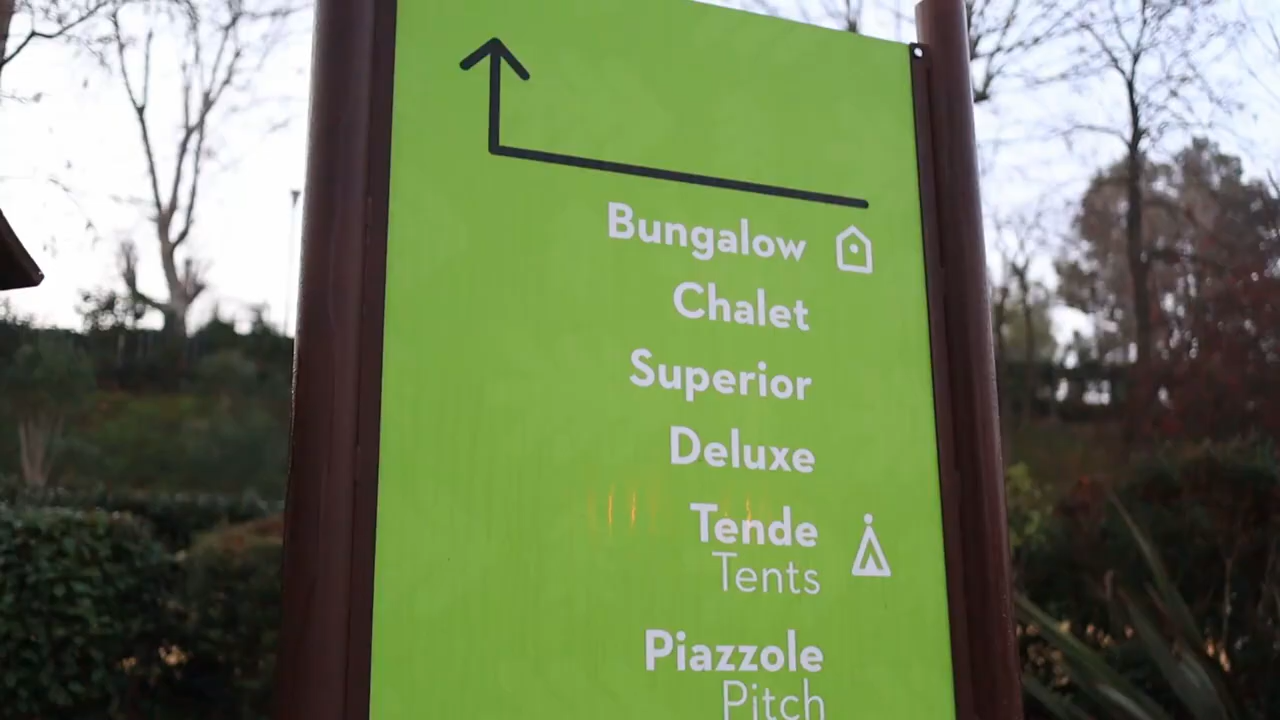 Bungalow
Chalet
Superior
Deluxe
Tende
Tents
Piazzole
Pitch